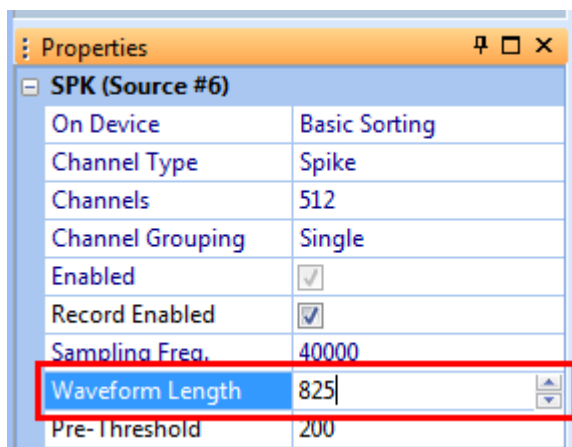 Properties
SPK (Source #6)
On Device Basic Sorting
Channel Type Spike
Channels 512
Channel Grouping Single
Enabled
Record Enabled
Sampling Freq. 40000
Waveform Length 825
Pre-Threshold 200